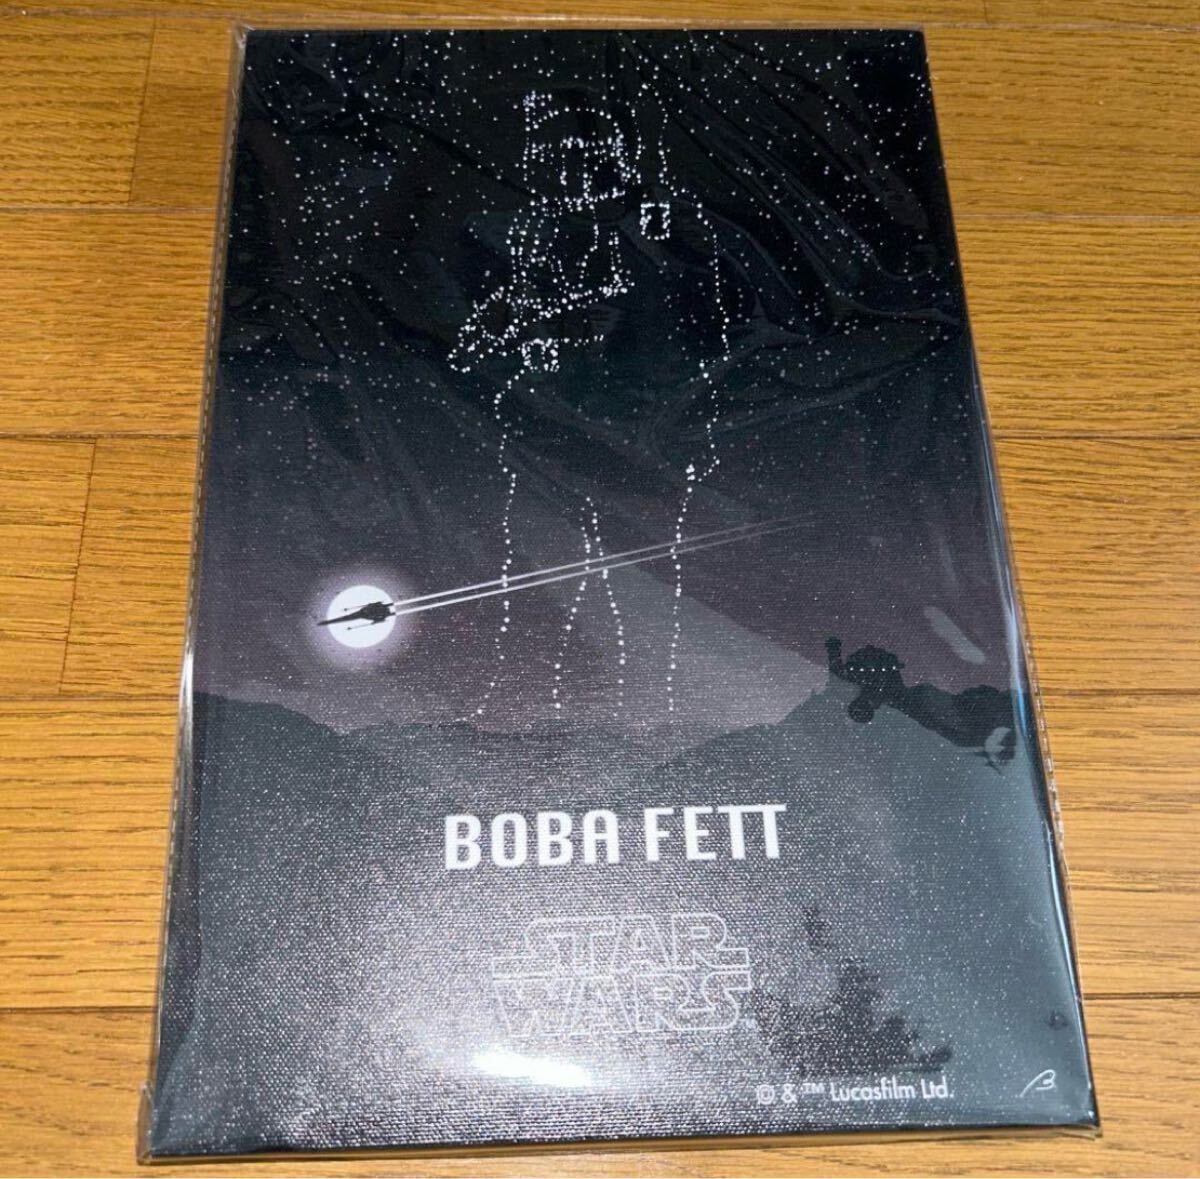 BOBA FETT
STAR
WARS
© & ™ Lucasfilm Ltd.